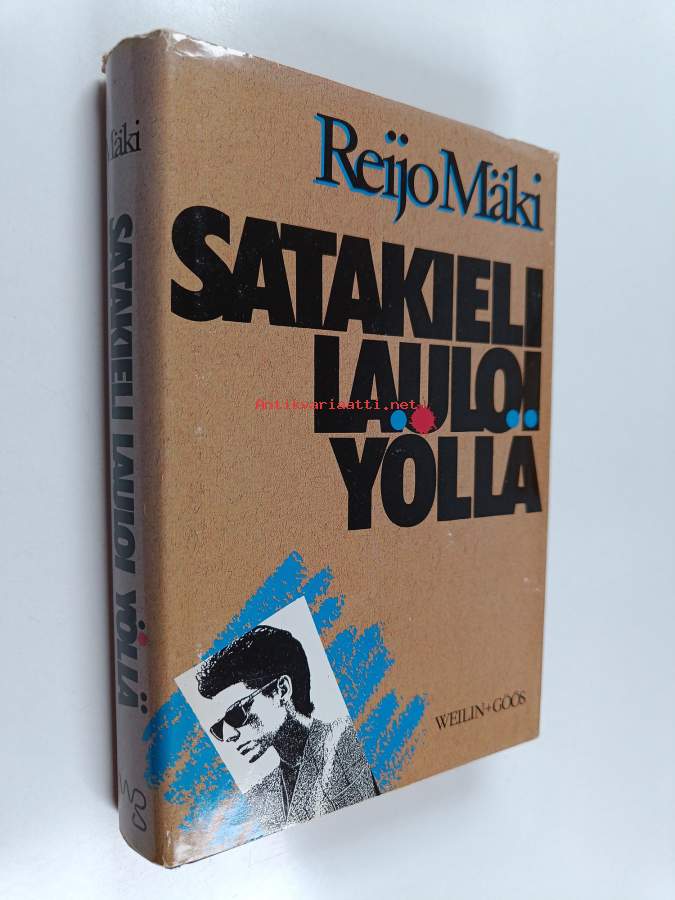 Reijo Mäki
SATAKIELI
LAULOI
YÖLLÄ
WEILIN+GÖÖS
Mäki
SATAKIELI LAULOI YÖLLÄ
Antikvariaatti.net